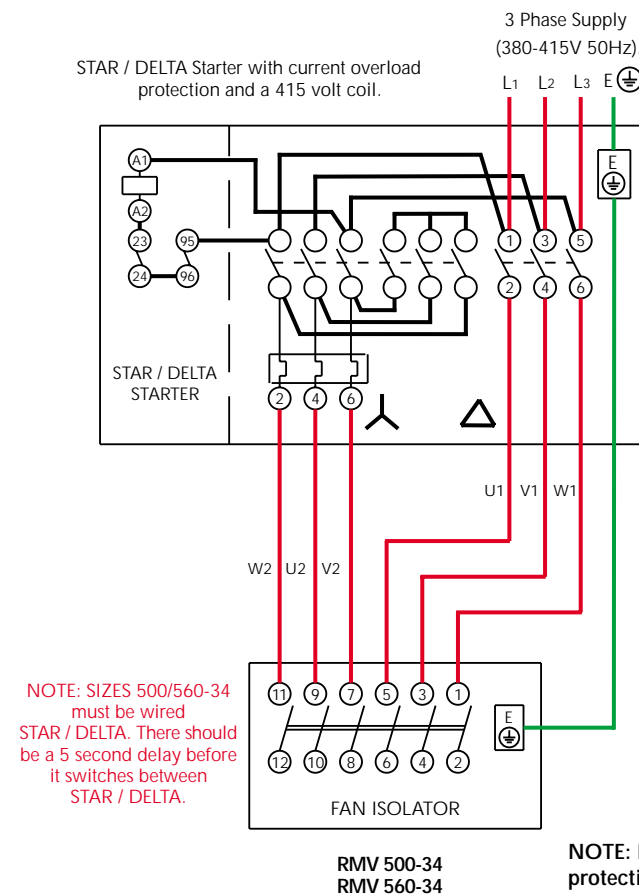 3 Phase Supply
(380-415V 50Hz)
STAR / DELTA Starter with current overload
protection and a 415 volt coil.
L1 L2 L3 E
E
A1
A2
23 95
24 96
1 3 5
2 4 6
STAR / DELTA
STARTER
2 4 6
U1 V1 W1
W2 U2 V2
NOTE: SIZES 500/560-34
must be wired
STAR / DELTA. There should
be a 5 second delay before
it switches between
STAR / DELTA.
11 9 7 5 3 1
E
12 10 8 6 4 2
FAN ISOLATOR
RMV 500-34
RMV 560-34
NOTE: